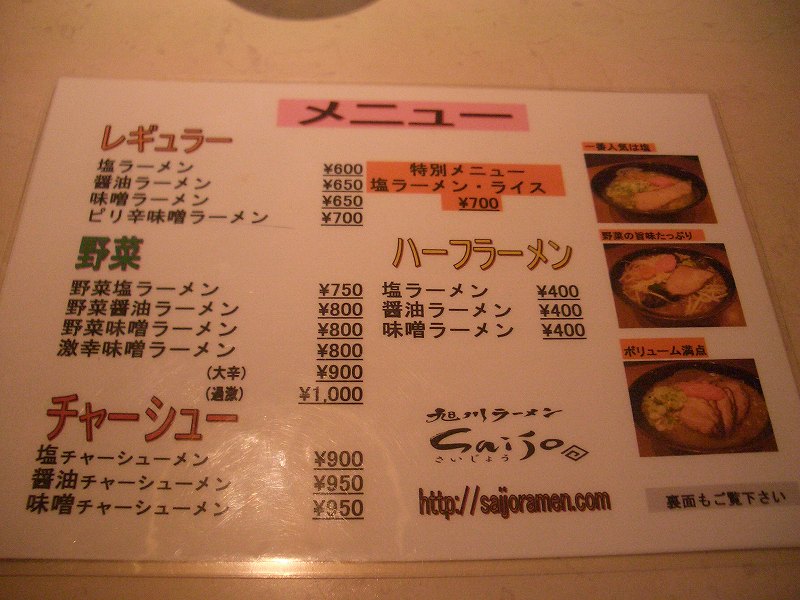 メニュー
レギュラー
塩ラーメン ¥600
醤油ラーメン ¥650
味噌ラーメン ¥650
ピリ辛味噌ラーメン ¥700
特別メニュー
塩ラーメン・ライス
¥700
野菜
野菜塩ラーメン ¥750
野菜醤油ラーメン ¥800
野菜味噌ラーメン ¥800
激辛味噌ラーメン ¥800
(大辛) ¥900
(過激) ¥1,000
ハーフラーメン
塩ラーメン ¥400
醤油ラーメン ¥400
味噌ラーメン ¥400
チャーシュー
塩チャーシューメン ¥900
醤油チャーシューメン ¥950
味噌チャーシューメン ¥950
旭川ラーメン
Saijo
さいじょう
http://saijoramen.com
一番人気は塩
野菜の旨味たっぷり
ボリューム満点
裏面もご覧下さい